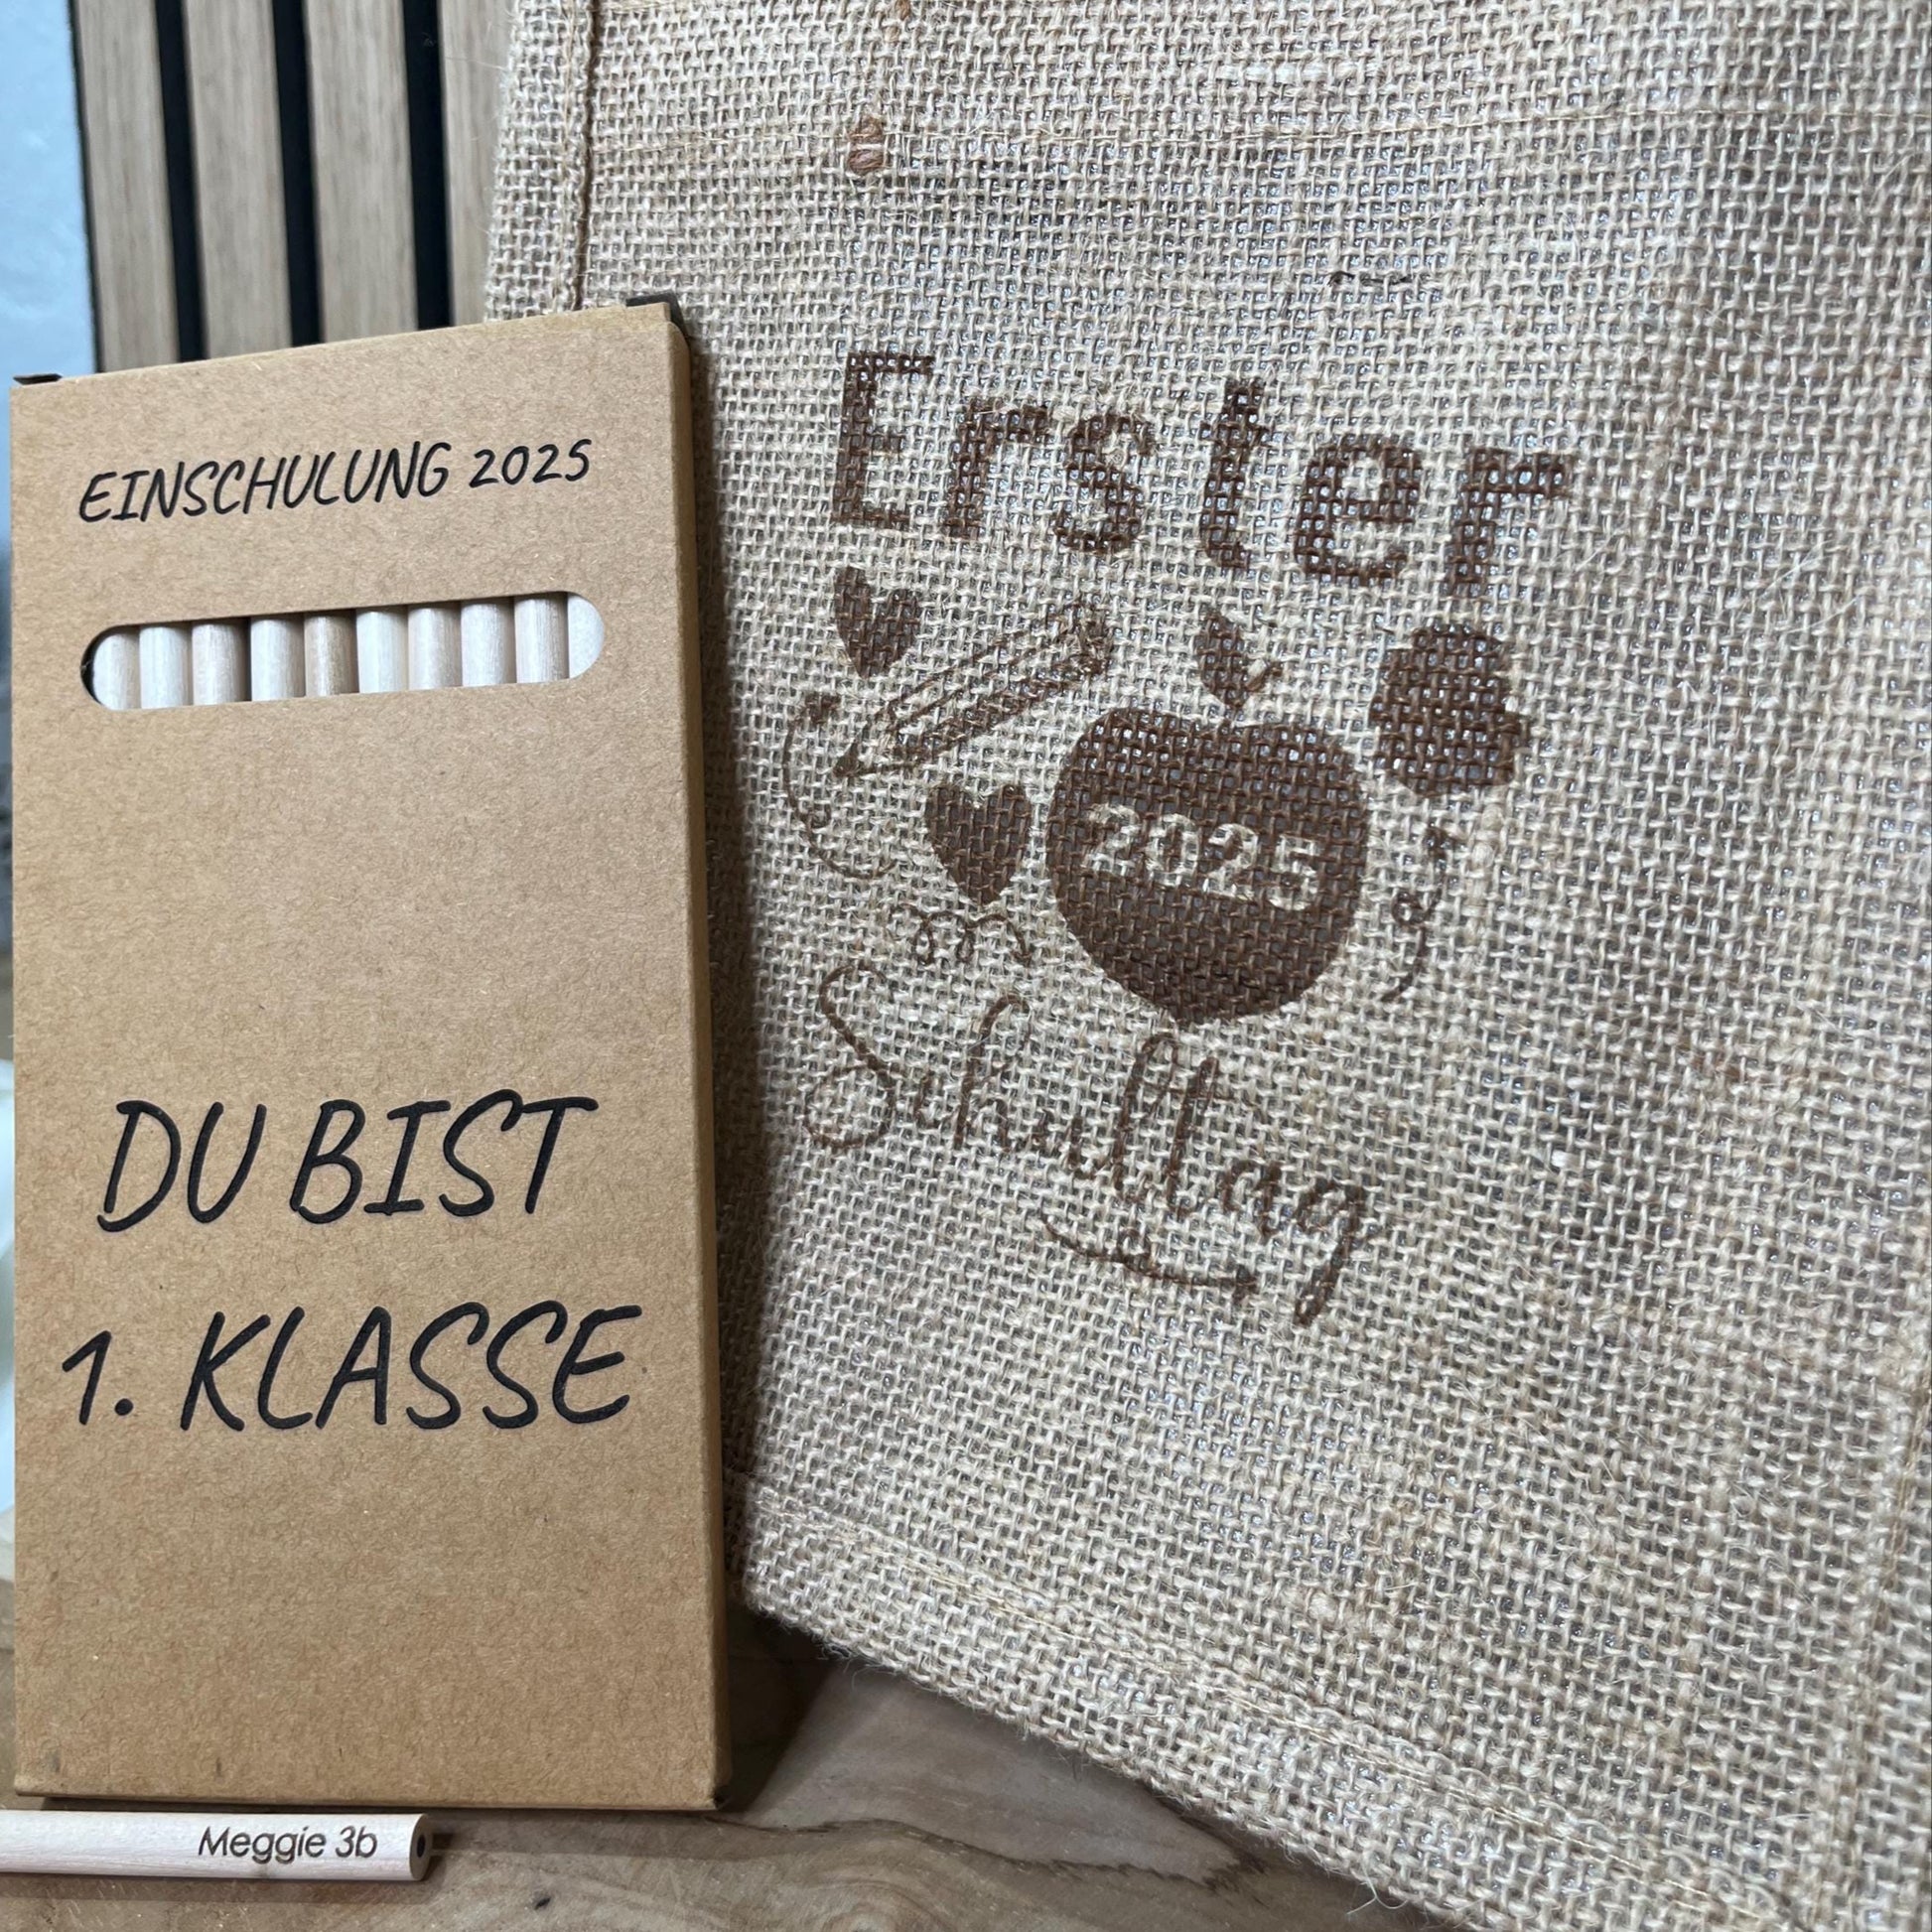 EINSCHULUNG 2025
DU BIST
1. KLASSE
Meggie 3b
Erster
2025
Schultag